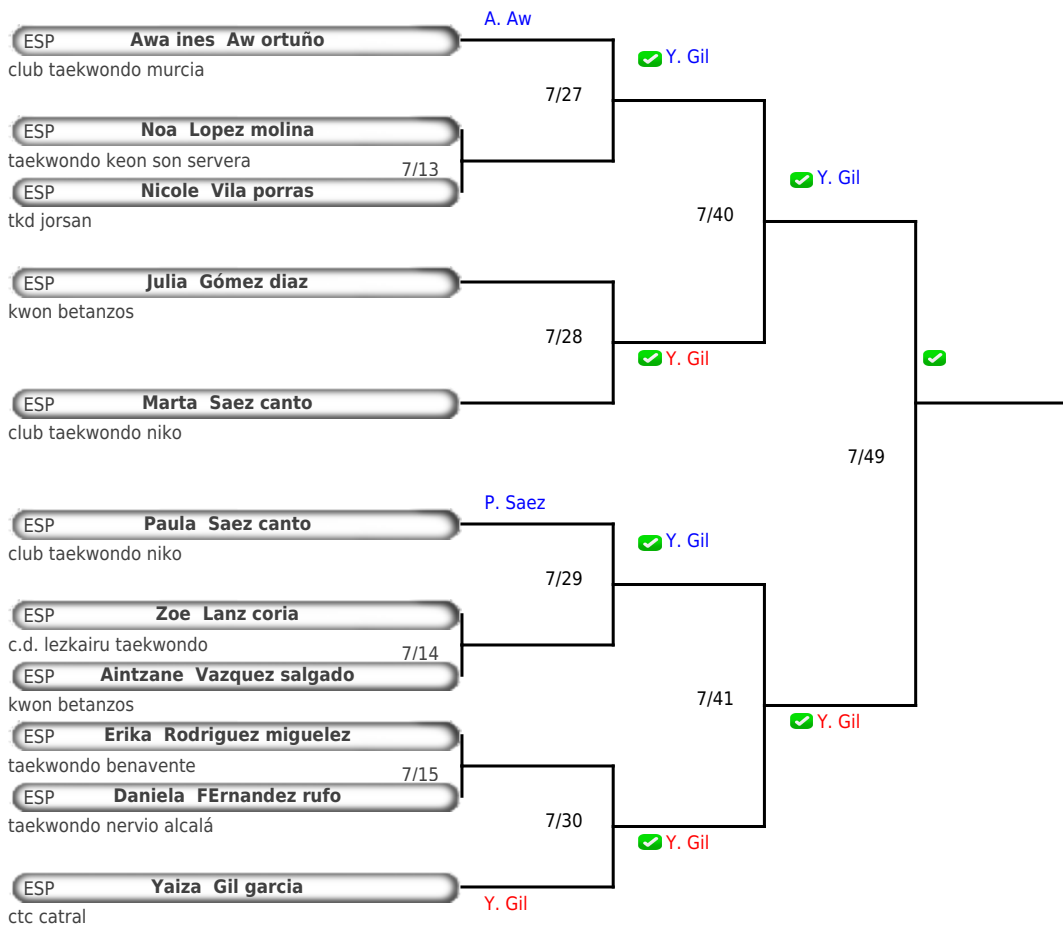 A. Aw
ESP Awa ines Aw ortuño
club taekwondo murcia
Y. Gil
7/27
ESP Noa Lopez molina
taekwondo keon son servera
7/13
ESP Nicole Vila porras
tkd jorsan
Y. Gil
7/40
ESP Julia Gómez diaz
kwon betanzos
7/28
Y. Gil
ESP Marta Saez canto
club taekwondo niko
7/49
P. Saez
ESP Paula Saez canto
club taekwondo niko
Y. Gil
7/29
ESP Zoe Lanz coria
c.d. lezkairu taekwondo
7/14
ESP Aintzane Vazquez salgado
kwon betanzos
7/41
Y. Gil
ESP Erika Rodriguez miguelez
taekwondo benavente
7/15
ESP Daniela FErnandez rufo
taekwondo nervio alcalá
7/30
Y. Gil
ESP Yaiza Gil garcia
Y. Gil
ctc catral